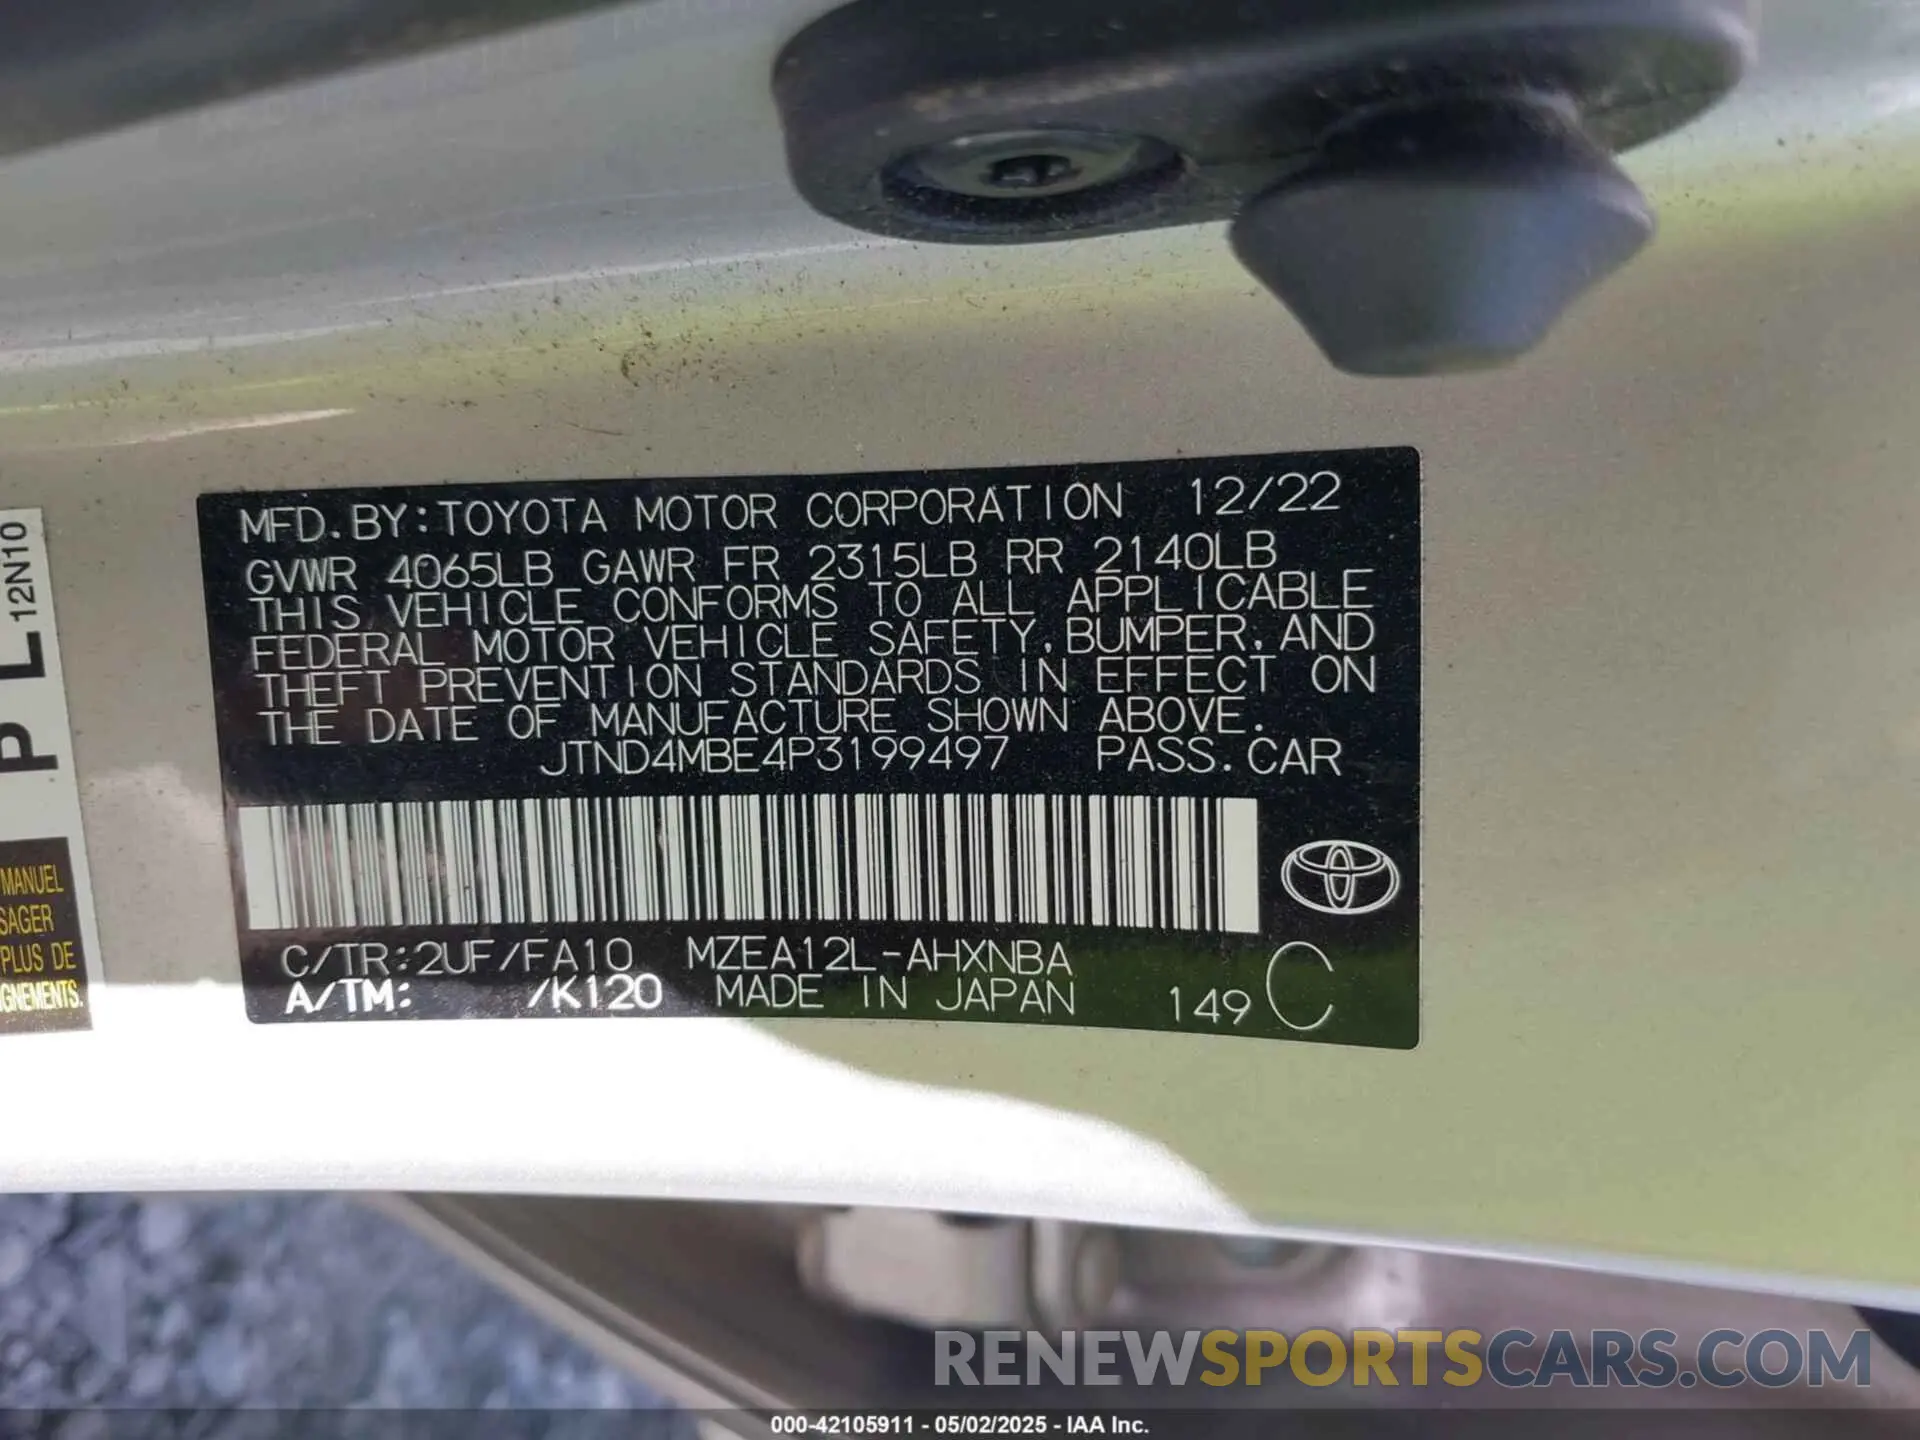 MFD.BY:TOYOTA MOTOR CORPORATION 12/22
GVWR 4065LB GAWR FR 2315LB RR 2140LB
THIS VEHICLE CONFORMS TO ALL APPLICABLE
FEDERAL MOTOR VEHICLE SAFETY, BUMPER, AND
THEFT PREVENTION STANDARDS IN EFFECT ON
THE DATE OF MANUFACTURE SHOWN ABOVE.
JTND4MBE4P3199497 PASS.CAR
C/TR:2UF/FA10 MZEA12L-AHXNBA
A/TM: /K120 MADE IN JAPAN 149 C
P L 12N10
MANUEL
SAGER
PLUS DE
IGNEMENTS.
RENEWSPORTSCARS.COM
000-42105911 - 05/02/2025 - IAA Inc.